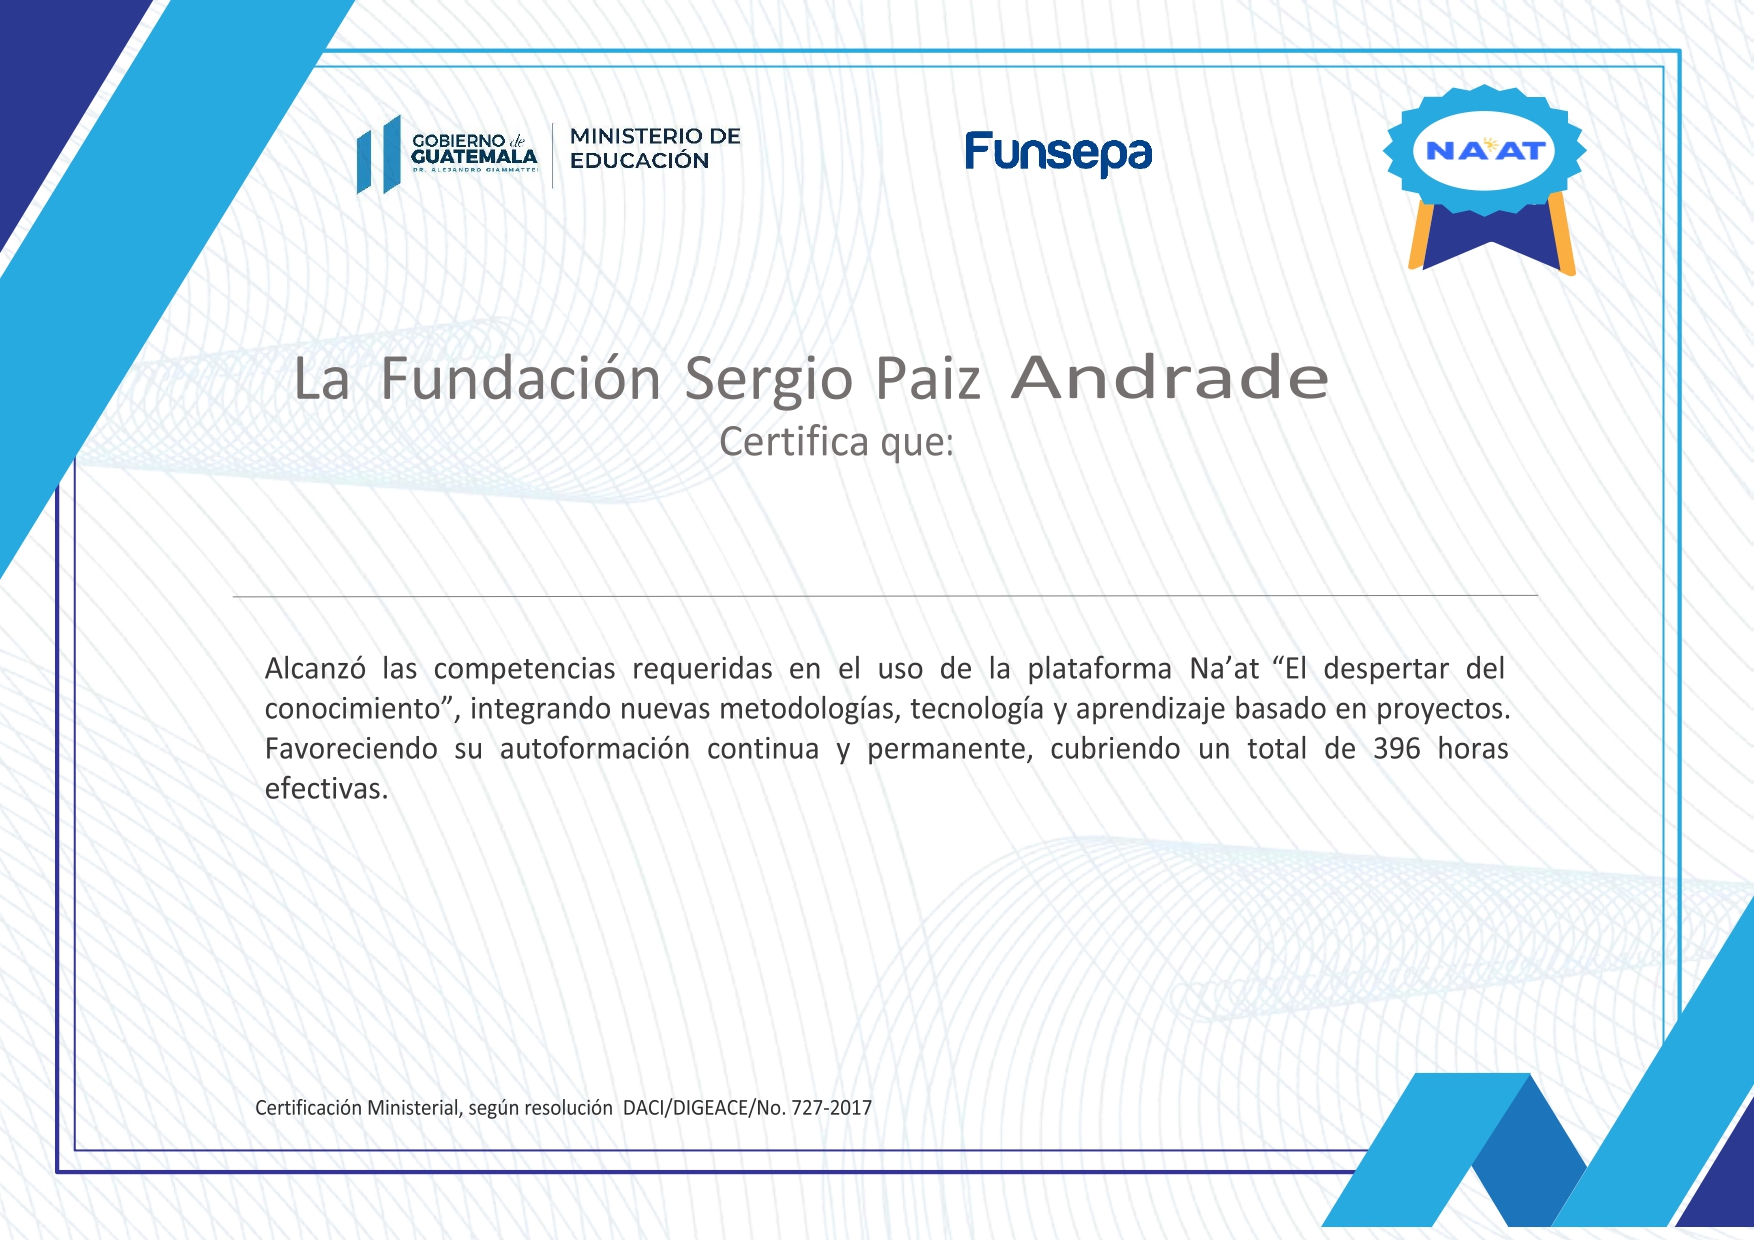 GOBIERNO de
GUATEMALA
DR. ALEJANDRO GIAMMATTEI
MINISTERIO DE
EDUCACIÓN
Funsepa
NA'AT
La Fundación Sergio Paiz Andrade
Certifica que:
Alcanzó las competencias requeridas en el uso de la plataforma Na’at “El despertar del
conocimiento”, integrando nuevas metodologías, tecnología y aprendizaje basado en proyectos.
Favoreciendo su autoformación continua y permanente, cubriendo un total de 396 horas
efectivas.
Certificación Ministerial, según resolución DACI/DIGEACE/No. 727-2017